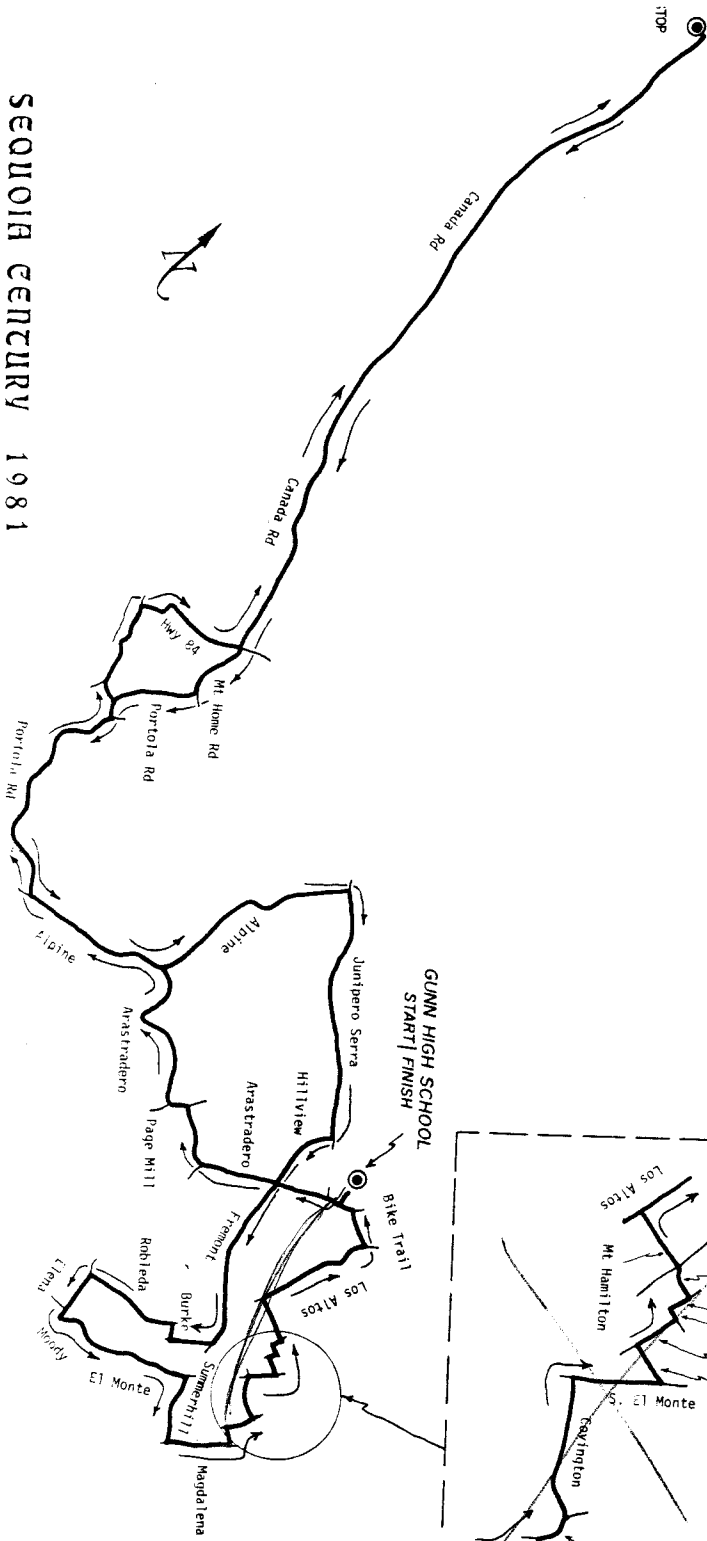 TOP
Canada Rd
Canada Rd
N
SEQUOIA CENTURY 1981
Hwy 84
Mt Home Rd
Portola Rd
Portola Rd
Alpine
Alpine
Junipero Serra
GUNN HIGH SCHOOL
START | FINISH
Arastradero
Arastradero
Hillview
Page Mill
Fremont
Bike Trail
Los Altos
Robleda
Burke
Elena
Moody
El Monte
Summerhill
Magdalena
Los Altos
Mt Hamilton
S. El Monte
Covington